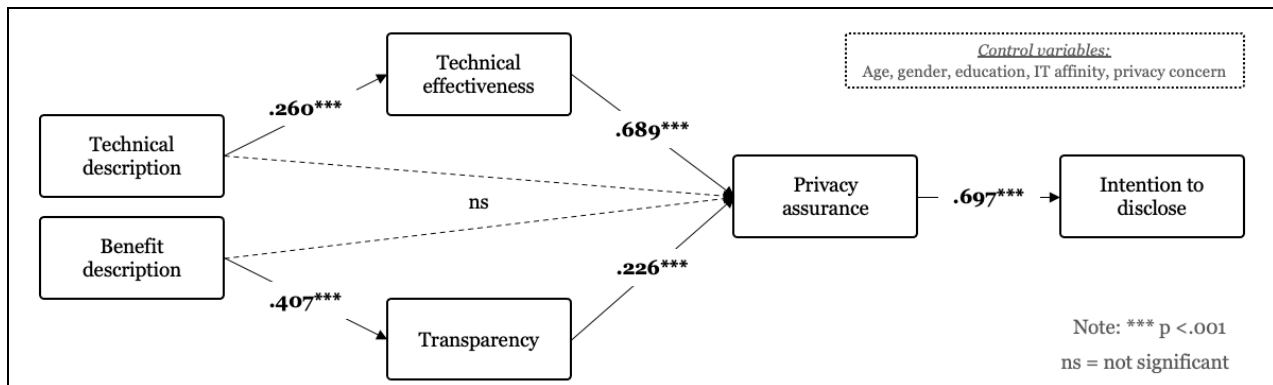 Technical
effectiveness
Control variables:
Age, gender, education, IT affinity, privacy concern
.260***
.689***
Technical
description
Privacy
assurance
.697***
Intention to
disclose
ns
Benefit
description
.226***
.407***
Transparency
Note: *** p <.001
ns = not significant